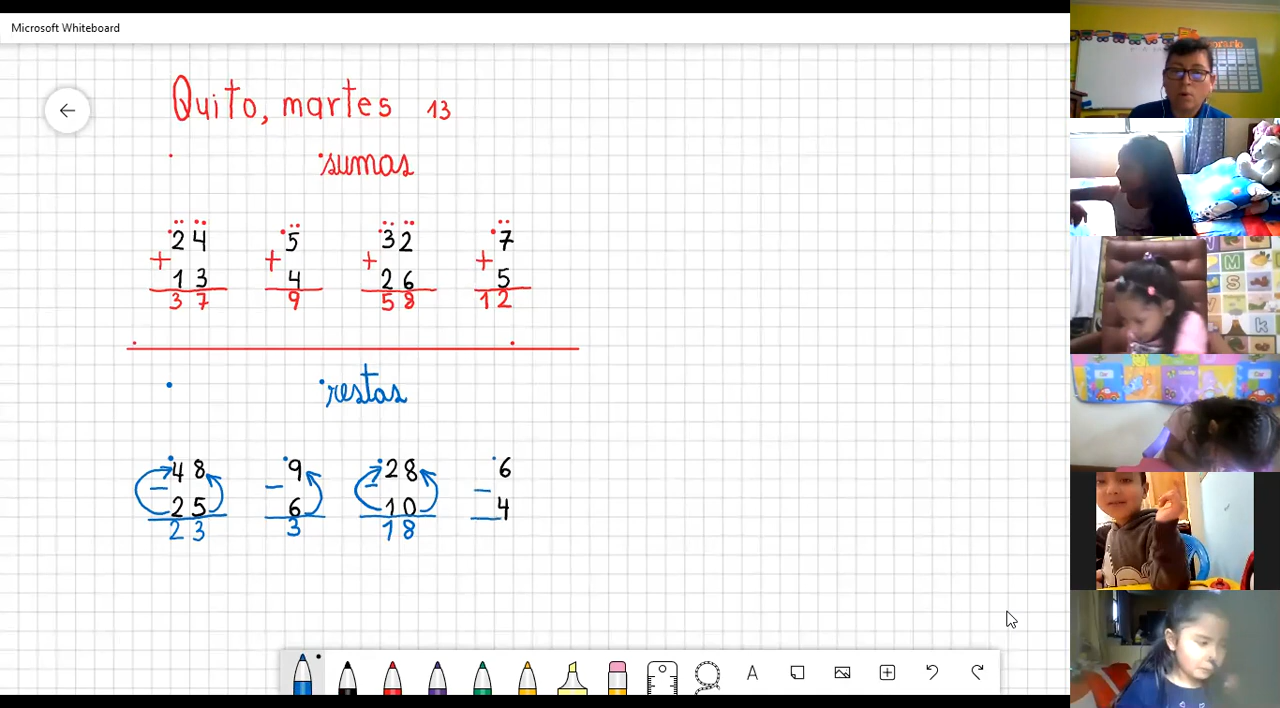 Microsoft Whiteboard
Quito, martes 13
sumas
24 5 32 7
+ + + +
13 4 26 5
37 9 58 12
restas
48 9 28 6
- - - -
25 6 10 4
23 3 18
A
orario
M
S
k